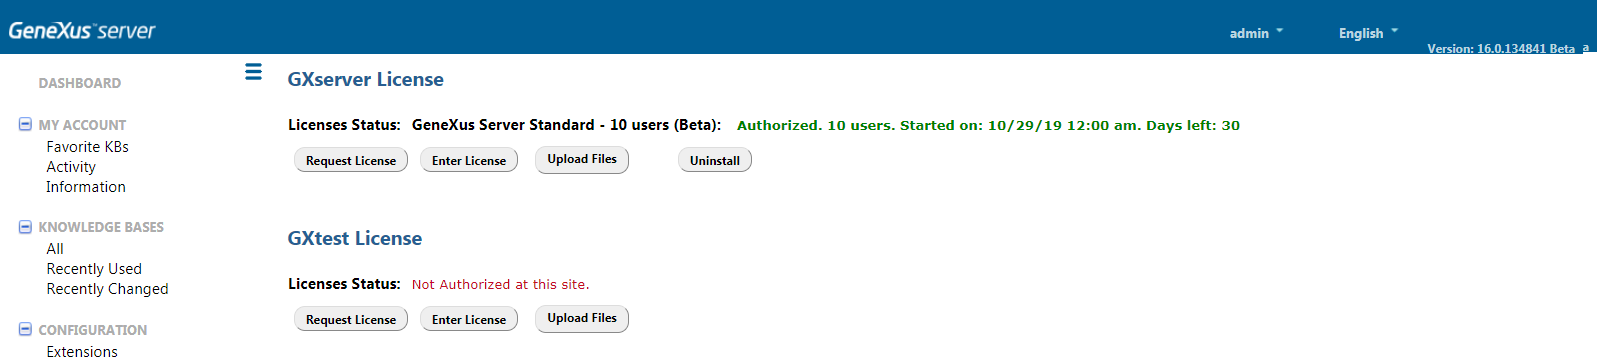 GeneXus™ server
admin
English
Version: 16.0.134841 Beta a
DASHBOARD
MY ACCOUNT
Favorite KBs
Activity
Information
KNOWLEDGE BASES
All
Recently Used
Recently Changed
CONFIGURATION
Extensions
GXserver License
Licenses Status: GeneXus Server Standard - 10 users (Beta): Authorized. 10 users. Started on: 10/29/19 12:00 am. Days left: 30
Request License Enter License Upload Files Uninstall
GXtest License
Licenses Status: Not Authorized at this site.
Request License Enter License Upload Files